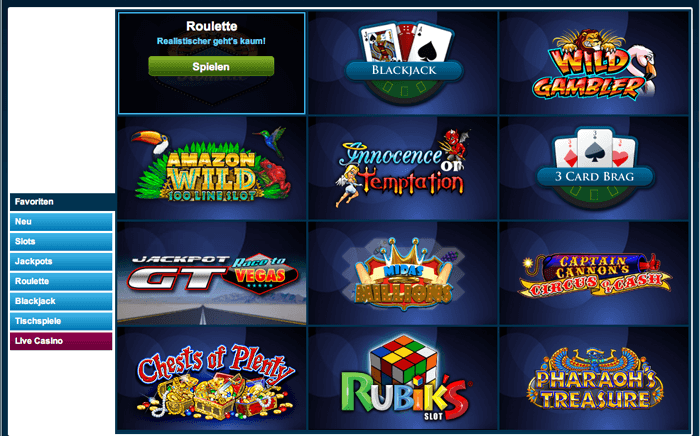 Roulette
Realistischer geht's kaum!
Spielen
BLACKJACK
WILD
GAMBLER
AMAZON
WILD
100 LINE SLOT
Innocence
or
Temptation
3 CARD BRAG
Favoriten
Neu
Slots
Jackpots
Roulette
Blackjack
Tischspiele
Live Casino
JACKPOT
GT
Race to
VEGAS
MIDAS
MILLIONS
CAPTAIN
CANNON'S
CIRCUS OF CASH
Chests of Plenty
RUBIK'S
SLOT
PHARAOH'S
TREASURE